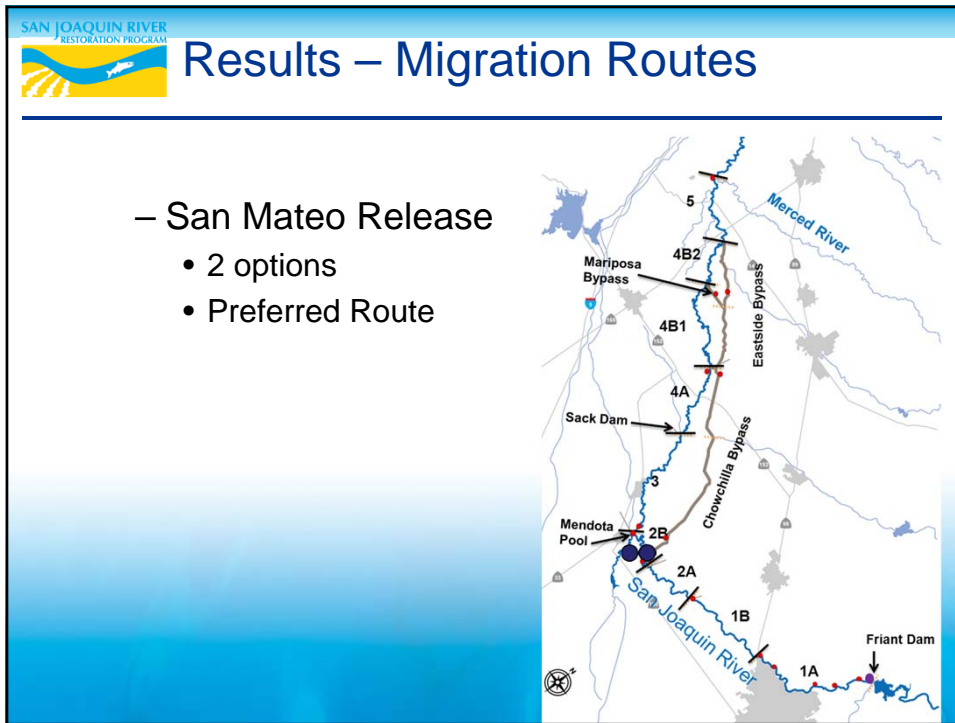 SAN JOAQUIN RIVER
RESTORATION PROGRAM
Results – Migration Routes
– San Mateo Release
• 2 options
• Preferred Route
5
Merced River
4B2
Mariposa
Bypass
Eastside Bypass
4B1
4A
Sack Dam
Chowchilla Bypass
3
Mendota
Pool
2B
2A
San Joaquin River
1B
Friant Dam
1A
N